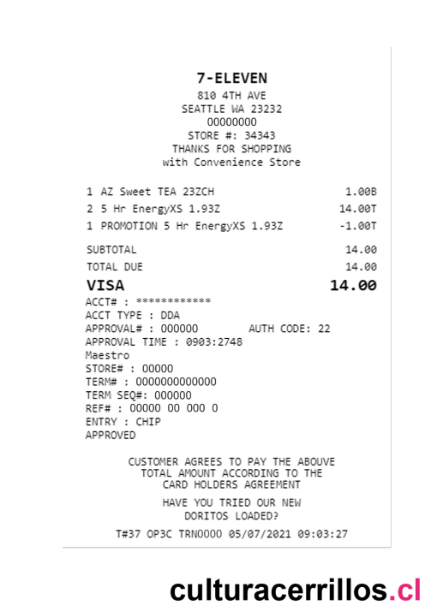 7-ELEVEN
810 4TH AVE
SEATTLE WA 23232
00000000
STORE #: 34343
THANKS FOR SHOPPING
with Convenience Store
1 AZ Sweet TEA 23ZCH 1.00B
2 5 Hr EnergyXS 1.93Z 14.00T
1 PROMOTION 5 Hr EnergyXS 1.93Z -1.00T
SUBTOTAL 14.00
TOTAL DUE 14.00
VISA 14.00
ACCT# : ************
ACCT TYPE : DDA
APPROVAL# : 000000 AUTH CODE: 22
APPROVAL TIME : 0903:2748
Maestro
STORE# : 00000
TERM# : 0000000000000
TERM SEQ#: 000000
REF# : 00000 00 000 0
ENTRY : CHIP
APPROVED
CUSTOMER AGREES TO PAY THE ABOUVE
TOTAL AMOUNT ACCORDING TO THE
CARD HOLDERS AGREEMENT
HAVE YOU TRIED OUR NEW
DORITOS LOADED?
T#37 OP3C TRN0000 05/07/2021 09:03:27
culturacerrillos.cl